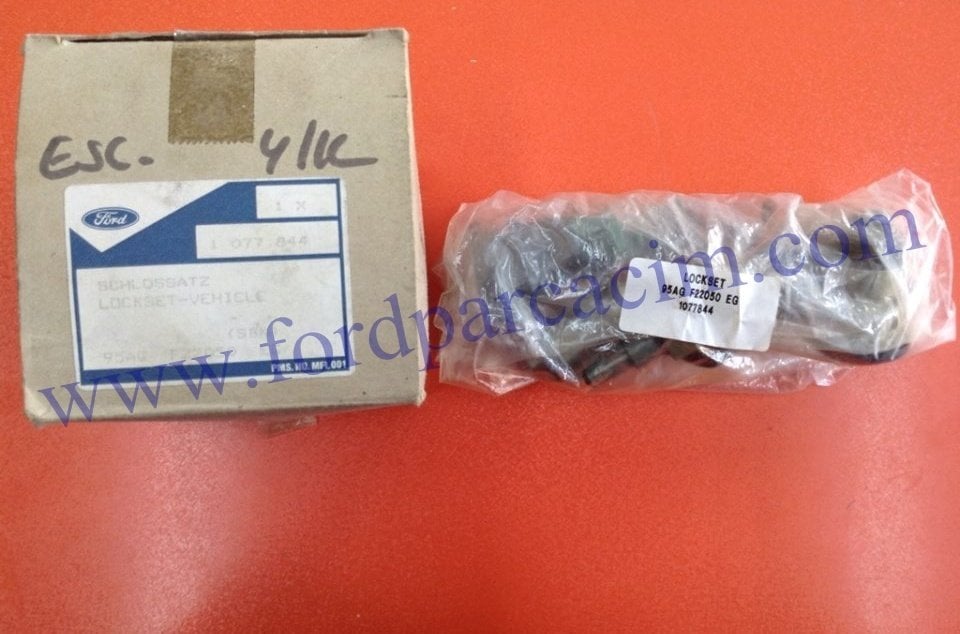 ESC. Y/K
Ford
1 X
1 077 844
SCHLOSSATZ
LOCKSET-VEHICLE
95AG
PMS. NO. MFL 001
LOCKSET
95AG F22050 EG
1077844
www.fordparcacim.com